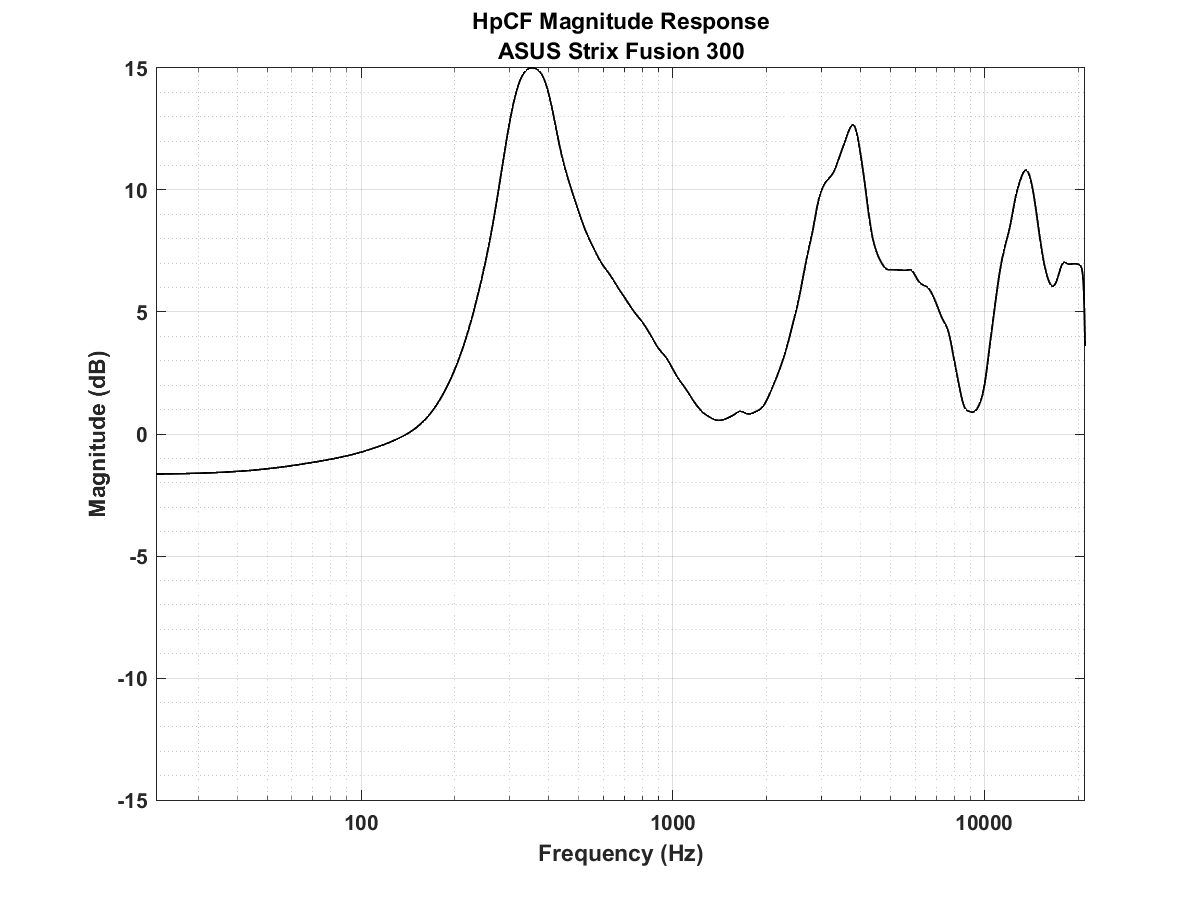 HpCF Magnitude Response
ASUS Strix Fusion 300
15
10
5
0
-5
-10
-15
Magnitude (dB)
100 1000 10000
Frequency (Hz)